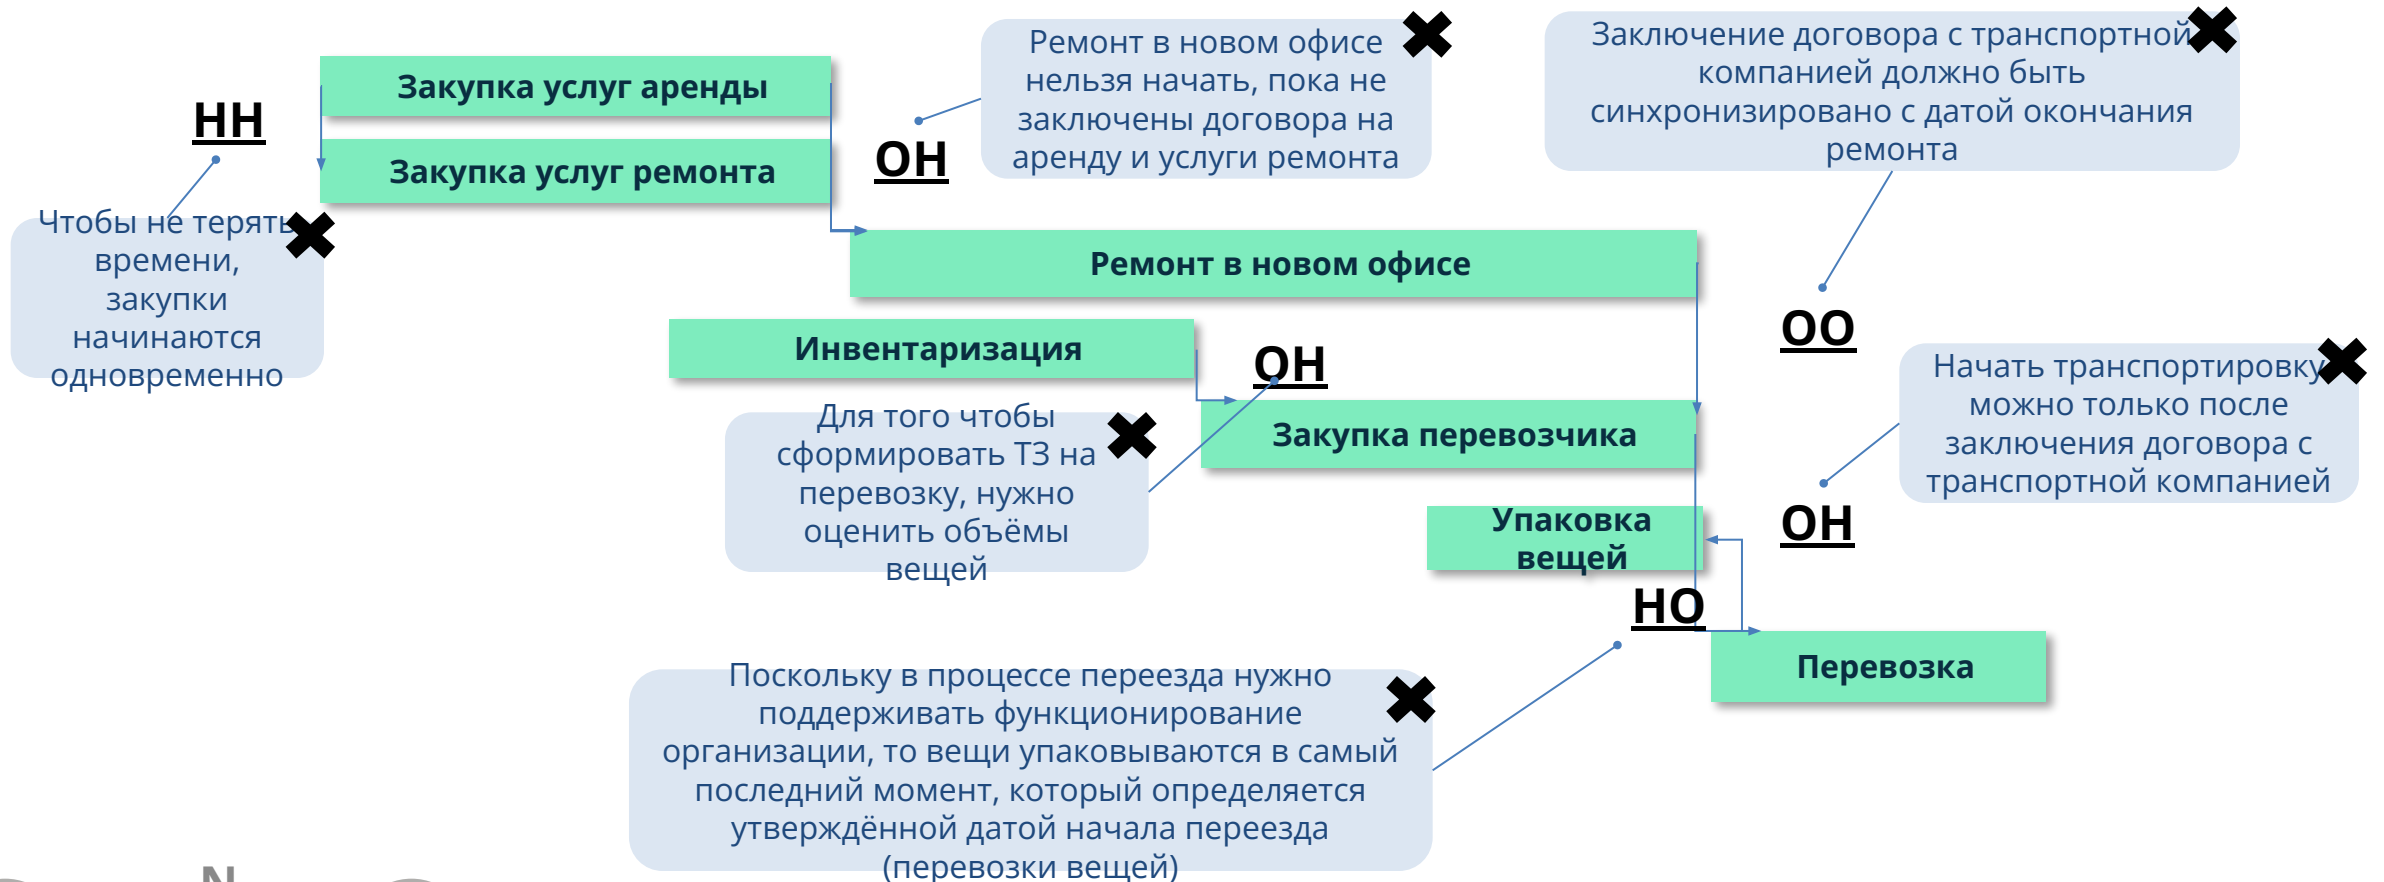 Закупка услуг аренды
НН
Закупка услуг ремонта
ОН
Ремонт в новом офисе
нельзя начать, пока не
заключены договора на
аренду и услуги ремонта
Заключение договора с транспортной
компанией должно быть
синхронизировано с датой окончания
ремонта
Чтобы не терять
времени,
закупки
начинаются
одновременно
Ремонт в новом офисе
Инвентаризация
ОН
ОО
Закупка перевозчика
Для того чтобы
сформировать ТЗ на
перевозку, нужно
оценить объёмы
вещей
Начать транспортировку
можно только после
заключения договора с
транспортной компанией
ОН
Упаковка
вещей
НО
Перевозка
Поскольку в процессе переезда нужно
поддерживать функционирование
организации, то вещи упаковываются в самый
последний момент, который определяется
утверждённой датой начала переезда
(перевозки вещей)